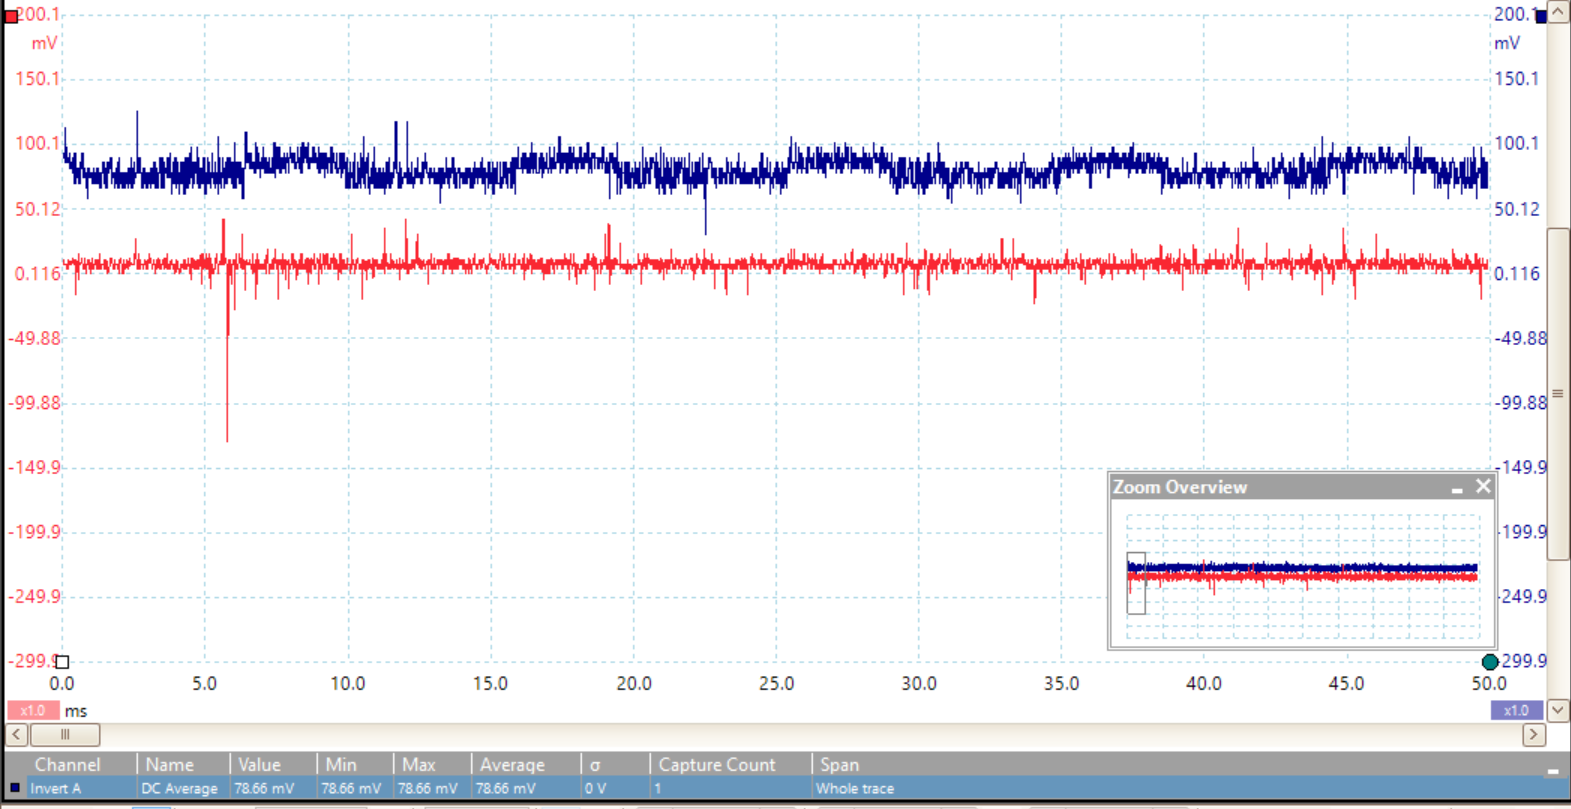 200.1 200.1
mV mV
150.1 150.1
100.1 100.1
50.12 50.12
0.116 0.116
-49.88 -49.88
-99.88 -99.88
-149.9 -149.9
Zoom Overview
-199.9 -199.9
-249.9 -249.9
-299.9 -299.9
0.0 5.0 10.0 15.0 20.0 25.0 30.0 35.0 40.0 45.0 50.0
x1.0 ms x1.0
Channel Name Value Min Max Average σ Capture Count Span
Invert A DC Average 78.66 mV 78.66 mV 78.66 mV 78.66 mV 0 V 1 Whole trace